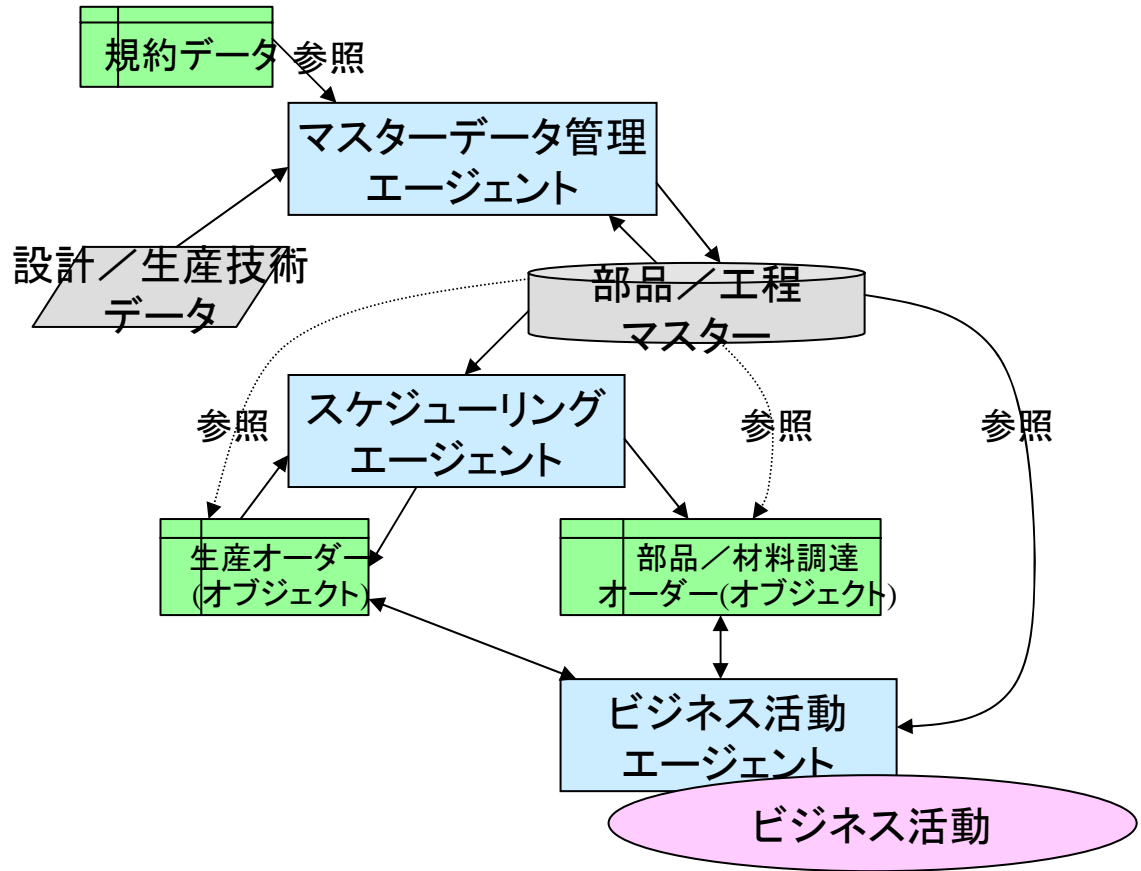 規約データ
参照
マスターデータ管理
エージェント
設計／生産技術
データ
部品／工程
マスター
スケジューリング
エージェント
参照
参照
参照
生産オーダー
(オブジェクト)
部品／材料調達
オーダー(オブジェクト)
ビジネス活動
エージェント
ビジネス活動